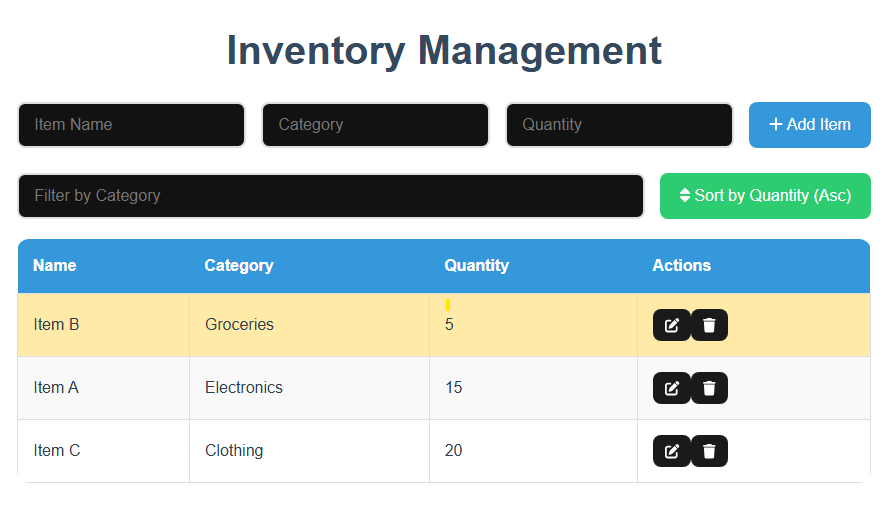 Inventory Management
Item Name Category Quantity Add Item
Filter by Category Sort by Quantity (Asc)
Name Category Quantity Actions
Item B Groceries 5
Item A Electronics 15
Item C Clothing 20